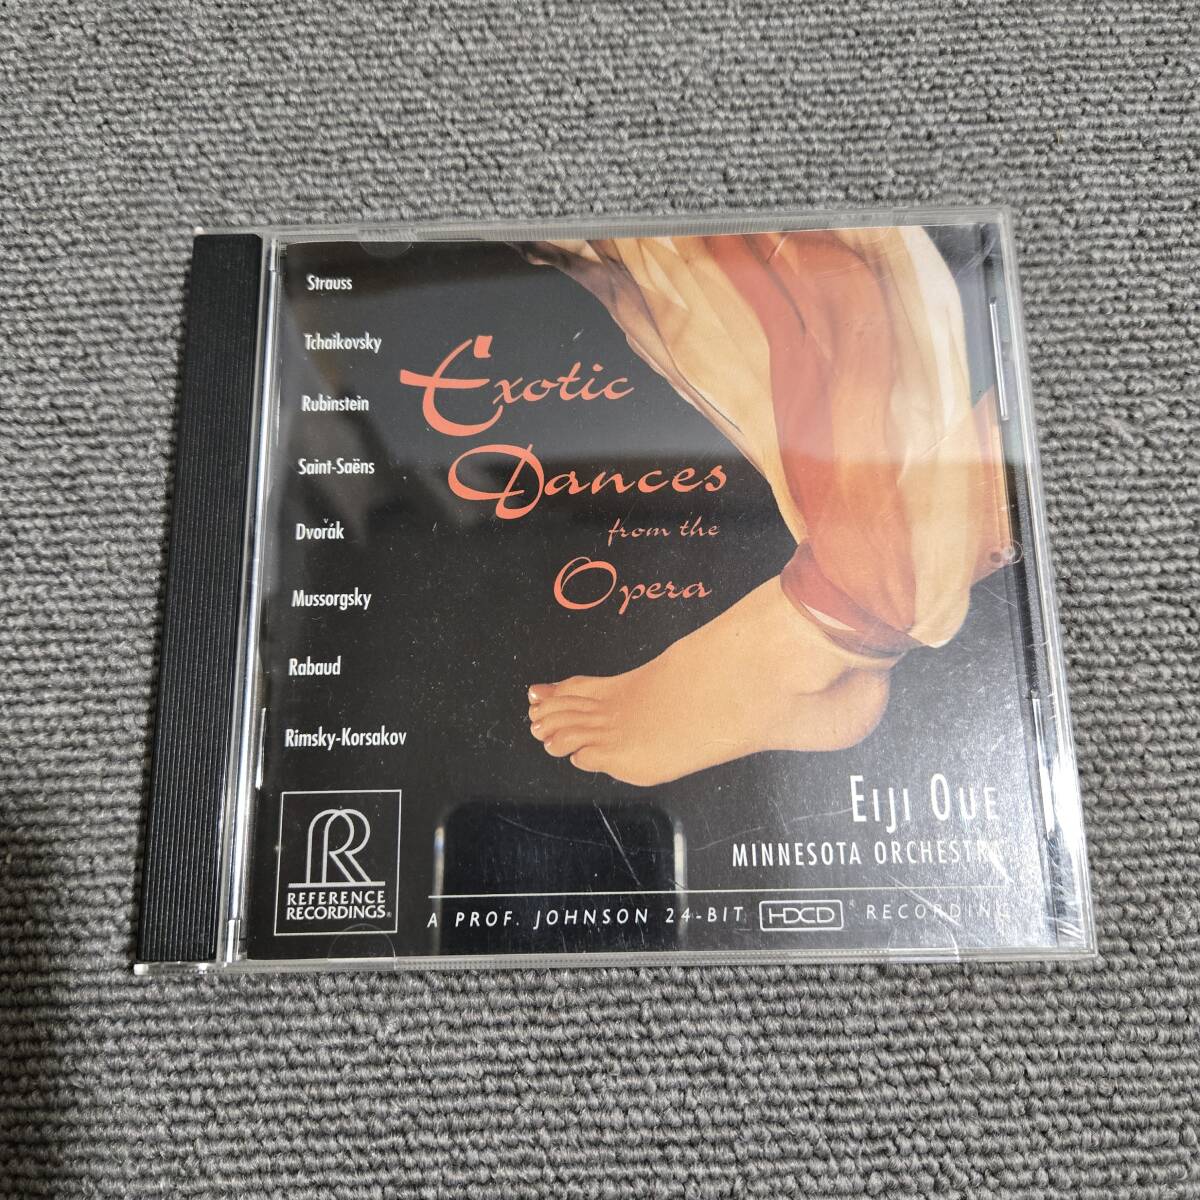 Strauss
Tchaikovsky
Rubinstein
Saint-Saëns
Dvořák
Mussorgsky
Rabaud
Rimsky-Korsakov
Exotic
Dances
from the
Opera
EIJI OUE
MINNESOTA ORCHESTRA
R
REFERENCE
RECORDINGS®
A PROF. JOHNSON 24-BIT HDCD® RECORDING